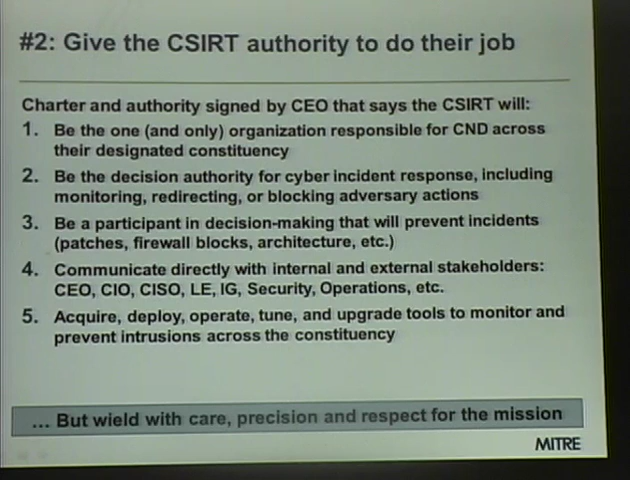 #2: Give the CSIRT authority to do their job
Charter and authority signed by CEO that says the CSIRT will:
1. Be the one (and only) organization responsible for CND across
their designated constituency
2. Be the decision authority for cyber incident response, including
monitoring, redirecting, or blocking adversary actions
3. Be a participant in decision-making that will prevent incidents
(patches, firewall blocks, architecture, etc.)
4. Communicate directly with internal and external stakeholders:
CEO, CIO, CISO, LE, IG, Security, Operations, etc.
5. Acquire, deploy, operate, tune, and upgrade tools to monitor and
prevent intrusions across the constituency
... But wield with care, precision and respect for the mission
MITRE